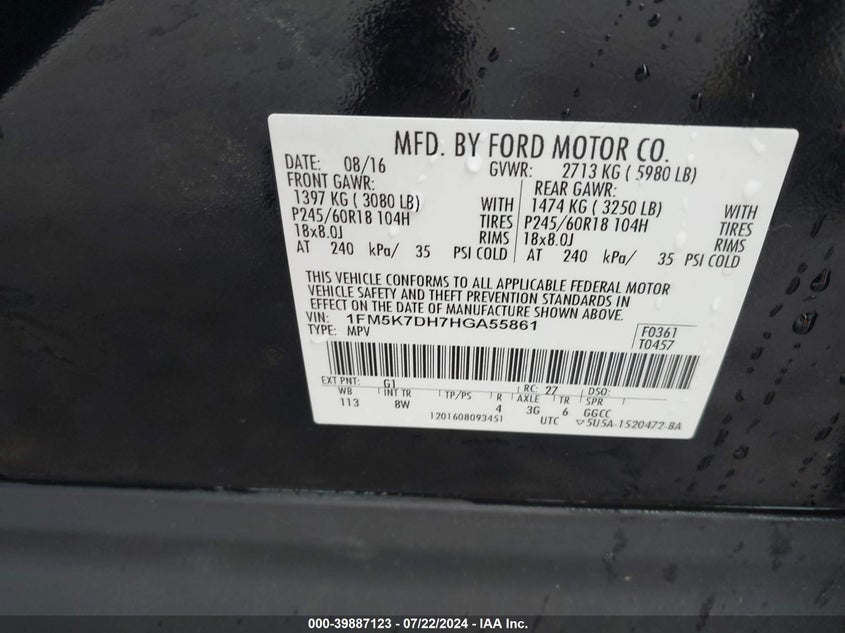 MFD. BY FORD MOTOR CO.
DATE: 08/16 GVWR: 2713 KG ( 5980 LB)
FRONT GAWR: REAR GAWR:
1397 KG ( 3080 LB) WITH 1474 KG ( 3250 LB) WITH
P245/60R18 104H TIRES P245/60R18 104H TIRES
18x8.0J RIMS 18x8.0J RIMS
AT 240 kPa/ 35 PSI COLD AT 240 kPa/ 35 PSI COLD
THIS VEHICLE CONFORMS TO ALL APPLICABLE FEDERAL MOTOR
VEHICLE SAFETY AND THEFT PREVENTION STANDARDS IN
EFFECT ON THE DATE OF MANUFACTURE SHOWN ABOVE.
VIN: 1FM5K7DH7HGA55861 F0361
TYPE: MPV T0457
EXT PNT: G1 RC: 27 DSO:
WB INT TR TP/PS R AXLE TR SPR
113 8W 4 3G 6 GGCC
1201608093451 UTC ▽5U5A-1520472-BA
000-39887123 - 07/22/2024 - IAA Inc.